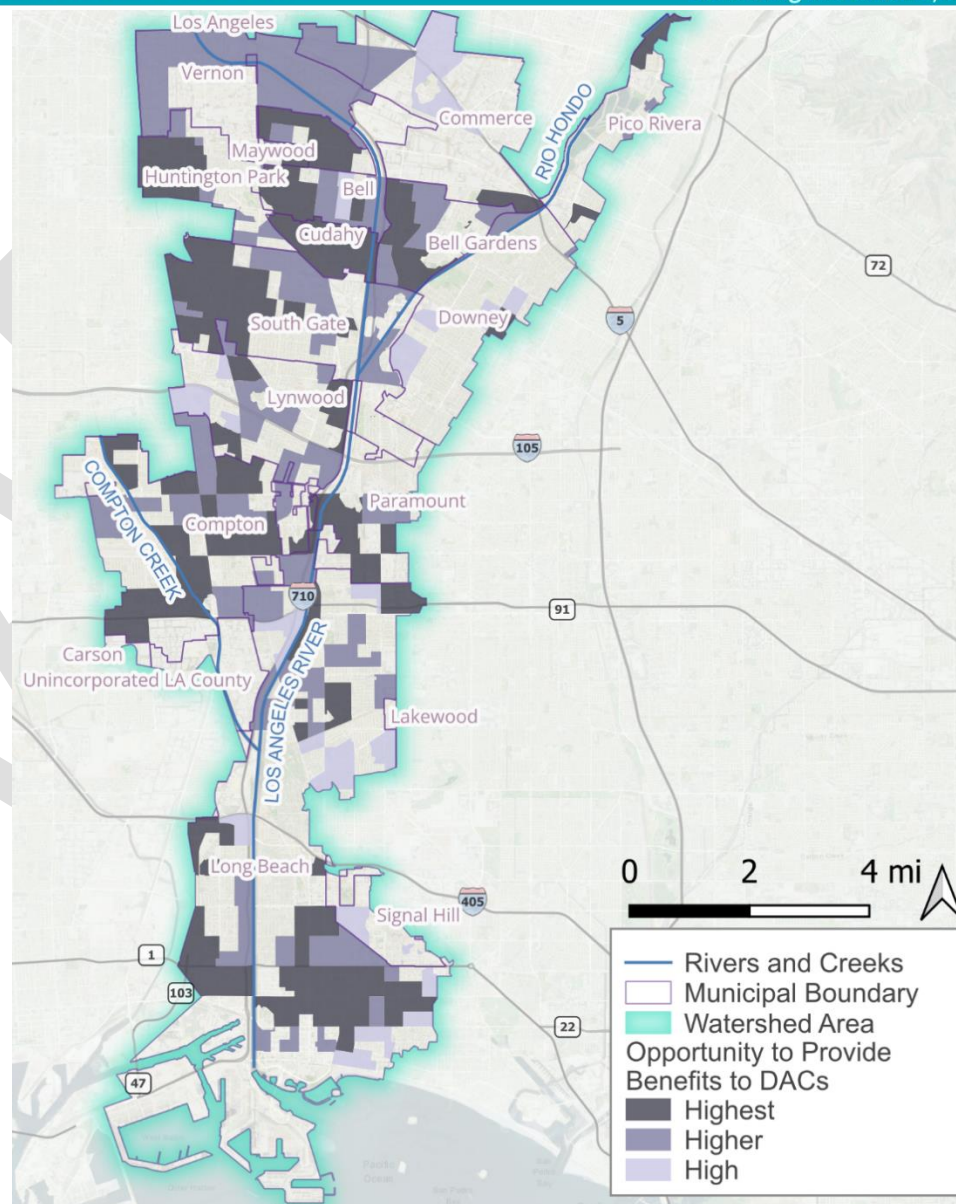 Los Angeles
Vernon
Commerce
RIO HONDO
Pico Rivera
Maywood
Huntington Park
Bell
Cudahy
Bell Gardens
72
South Gate
Downey
5
Lynwood
105
COMPTON CREEK
Paramount
Compton
710
91
Carson
Unincorporated LA County
LOS ANGELES RIVER
Lakewood
Long Beach
0 2 4 mi
Signal Hill
405
1
103
22
47
Rivers and Creeks
Municipal Boundary
Watershed Area
Opportunity to Provide
Benefits to DACs
Highest
Higher
High
Pacific
Ocean